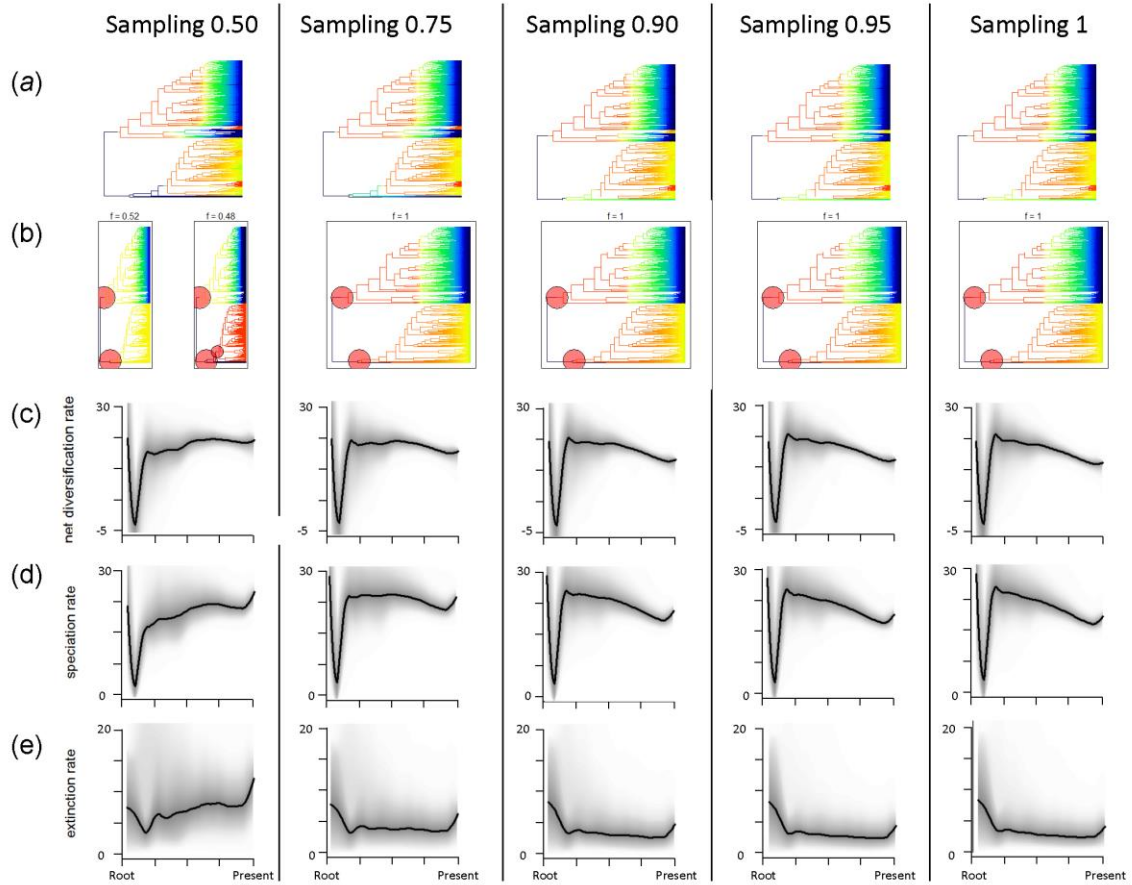 Sampling 0.50 Sampling 0.75 Sampling 0.90 Sampling 0.95 Sampling 1
(a)
(b)
f = 0.52 f = 0.48 f = 1 f = 1 f = 1 f = 1
(c)
net diversification rate
30 30 30 30 30
-5 -5 -5 -5 -5
(d)
speciation rate
30 30 30 30 30
0 0 0 0 0
(e)
extinction rate
20 20 20 20 20
0 0 0 0 0
Root Present Root Present Root Present Root Present Root Present